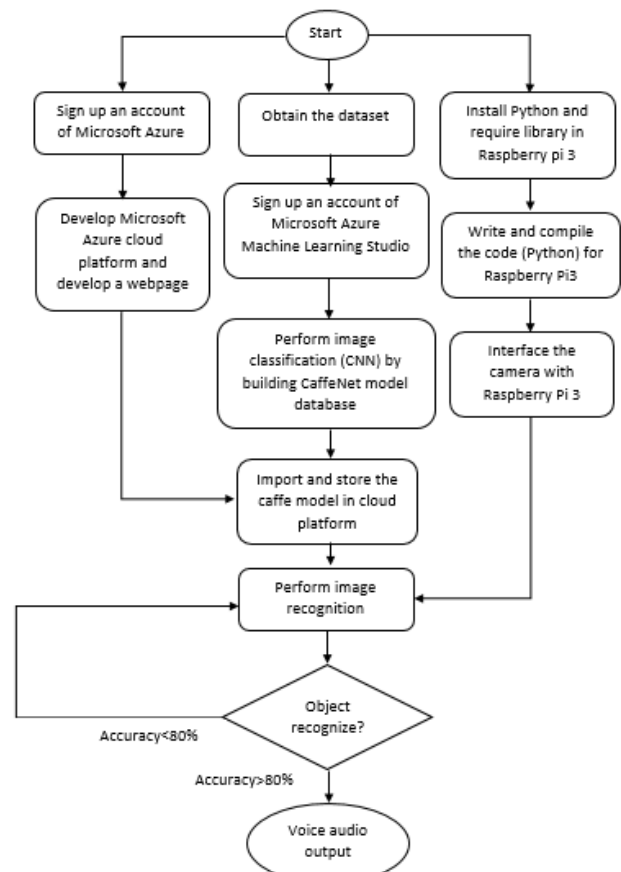 Start
Sign up an account
of Microsoft Azure
Obtain the dataset
Install Python and
require library in
Raspberry pi 3
Develop Microsoft
Azure cloud
platform and
develop a webpage
Sign up an account of
Microsoft Azure
Machine Learning Studio
Write and compile
the code (Python) for
Raspberry Pi3
Perform image
classification (CNN) by
building CaffeNet model
database
Interface the
camera with
Raspberry Pi 3
Import and store the
caffe model in cloud
platform
Perform image
recognition
Object
recognize?
Accuracy<80%
Accuracy>80%
Voice audio
output